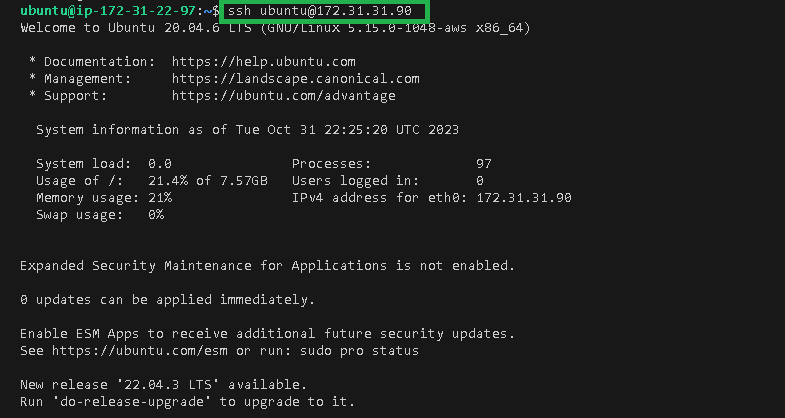 ubuntu@ip-172-31-22-97:~$ ssh ubuntu@172.31.31.90
Welcome to Ubuntu 20.04.6 LTS (GNU/Linux 5.15.0-1048-aws x86_64)
* Documentation: https://help.ubuntu.com
* Management: https://landscape.canonical.com
* Support: https://ubuntu.com/advantage
System information as of Tue Oct 31 22:25:20 UTC 2023
System load: 0.0 Processes: 97
Usage of /: 21.4% of 7.57GB Users logged in: 0
Memory usage: 21% IPv4 address for eth0: 172.31.31.90
Swap usage: 0%
Expanded Security Maintenance for Applications is not enabled.
0 updates can be applied immediately.
Enable ESM Apps to receive additional future security updates.
See https://ubuntu.com/esm or run: sudo pro status
New release '22.04.3 LTS' available.
Run 'do-release-upgrade' to upgrade to it.